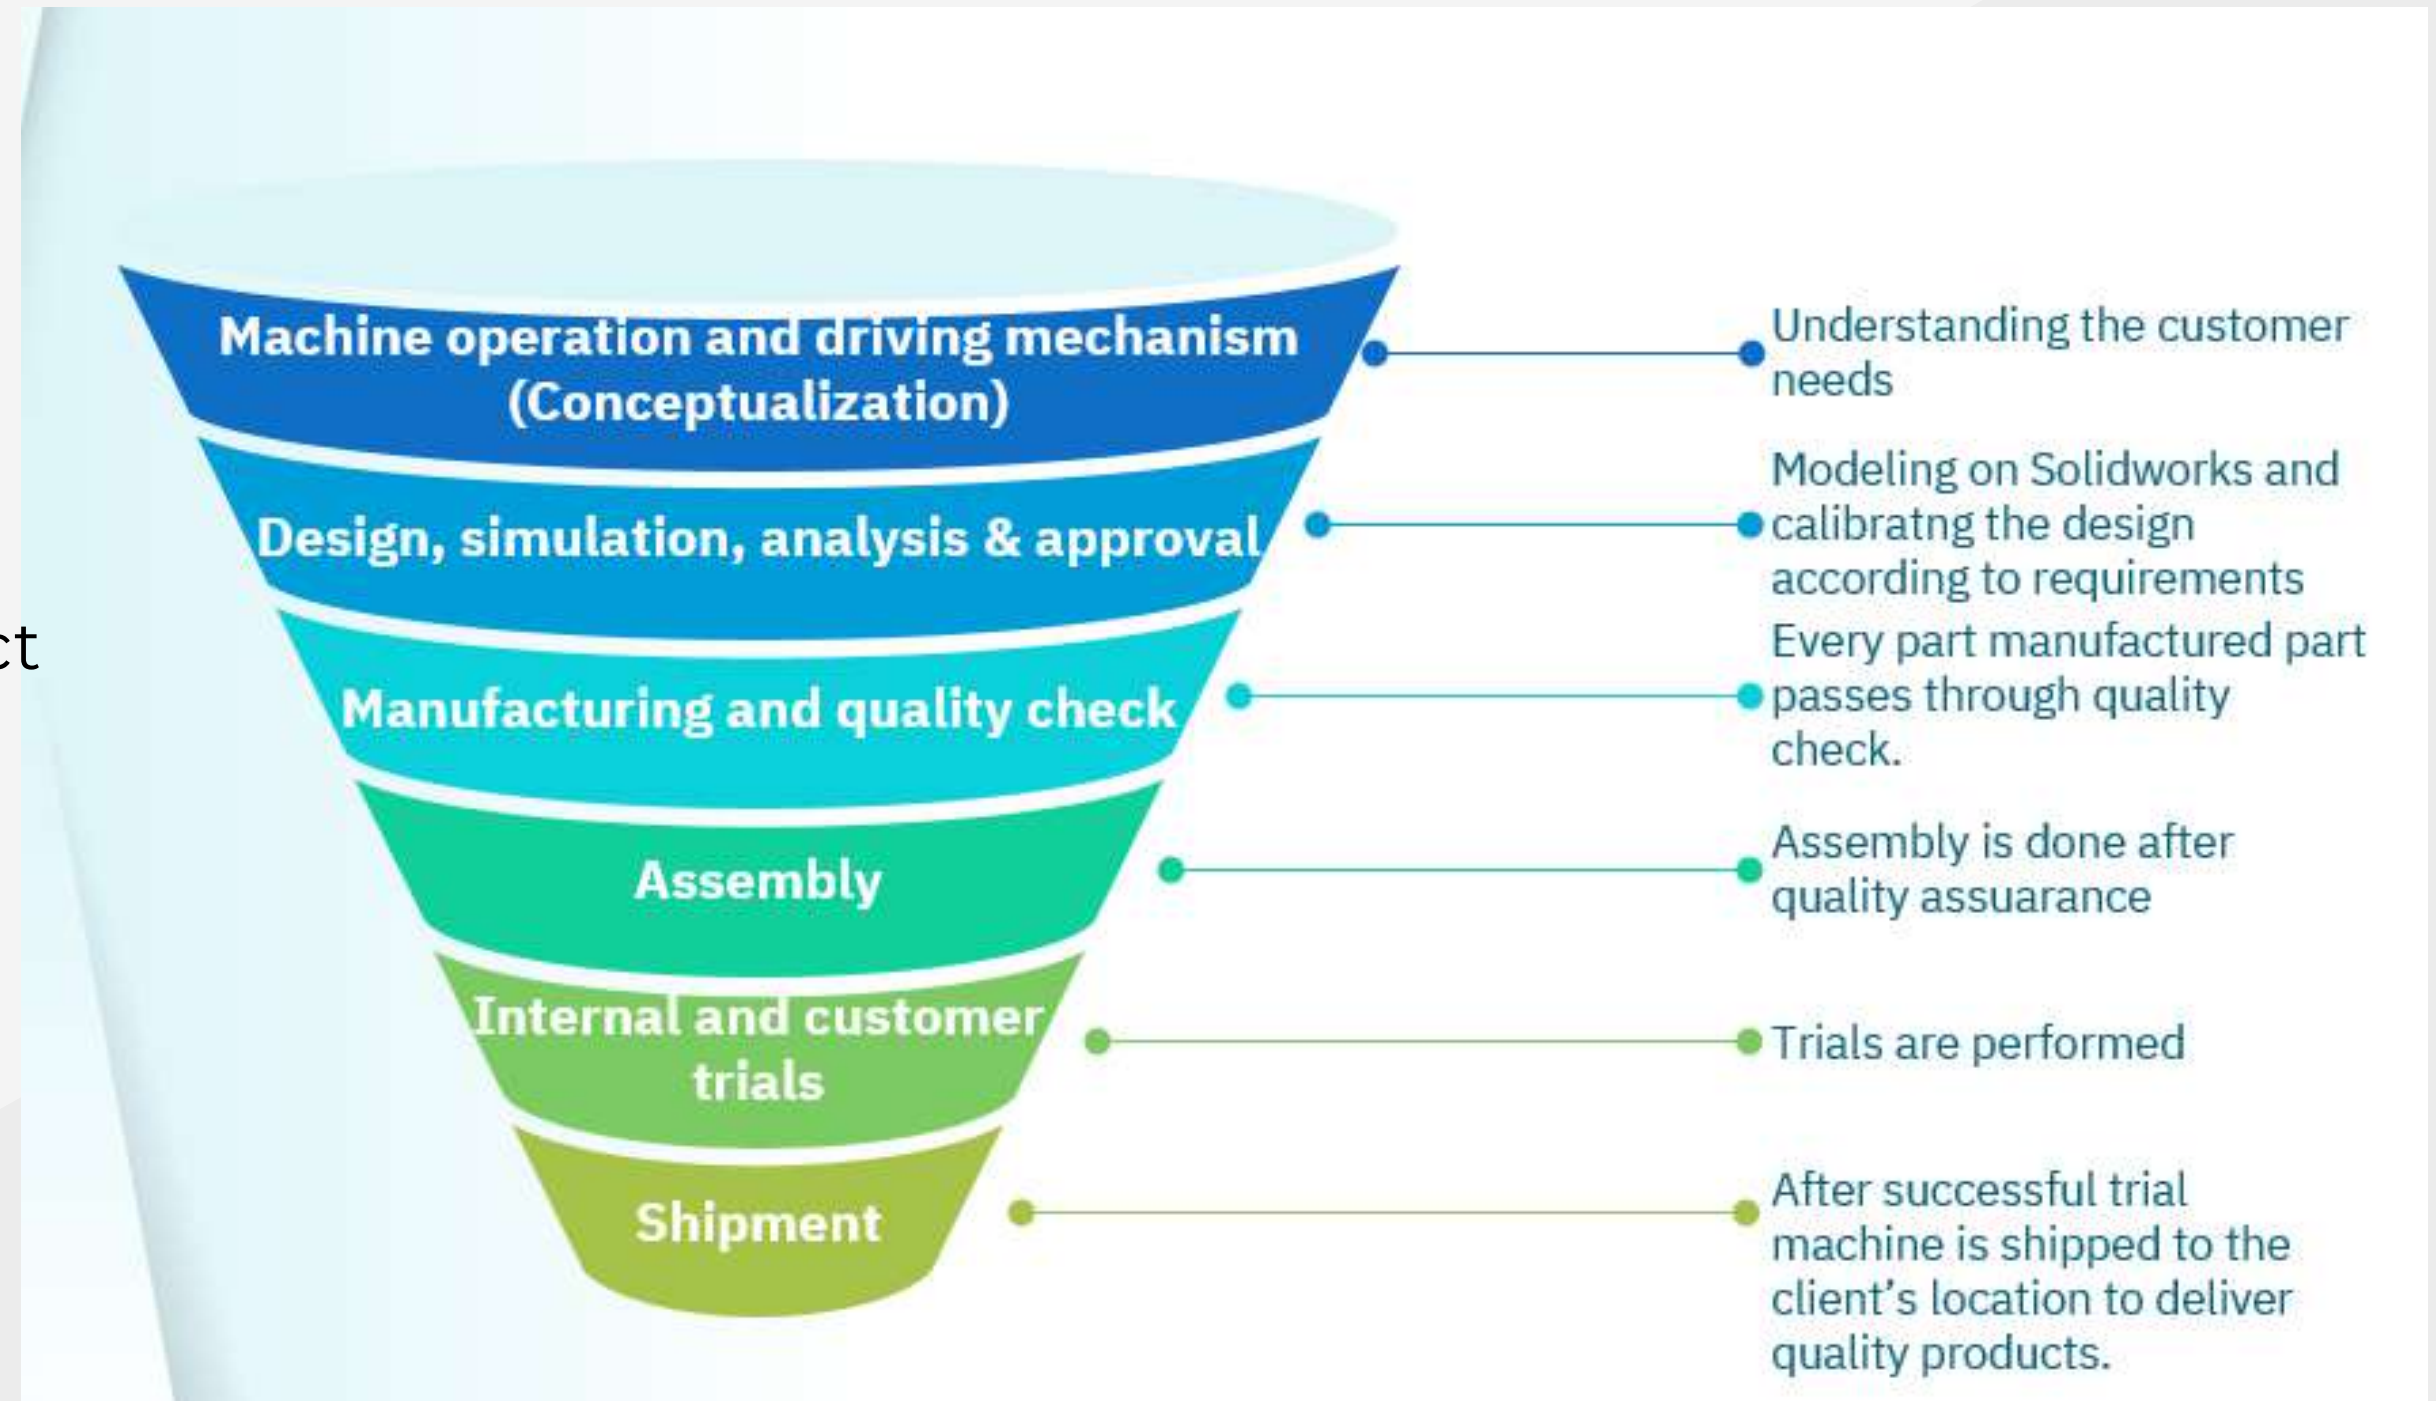 Machine operation and driving mechanism
(Conceptualization)
Understanding the customer
needs
Design, simulation, analysis & approval
Modeling on Solidworks and
calibratng the design
according to requirements
ct
Manufacturing and quality check
Every part manufactured part
passes through quality
check.
Assembly
Assembly is done after
quality assuarance
Internal and customer
trials
Trials are performed
Shipment
After successful trial
machine is shipped to the
client’s location to deliver
quality products.